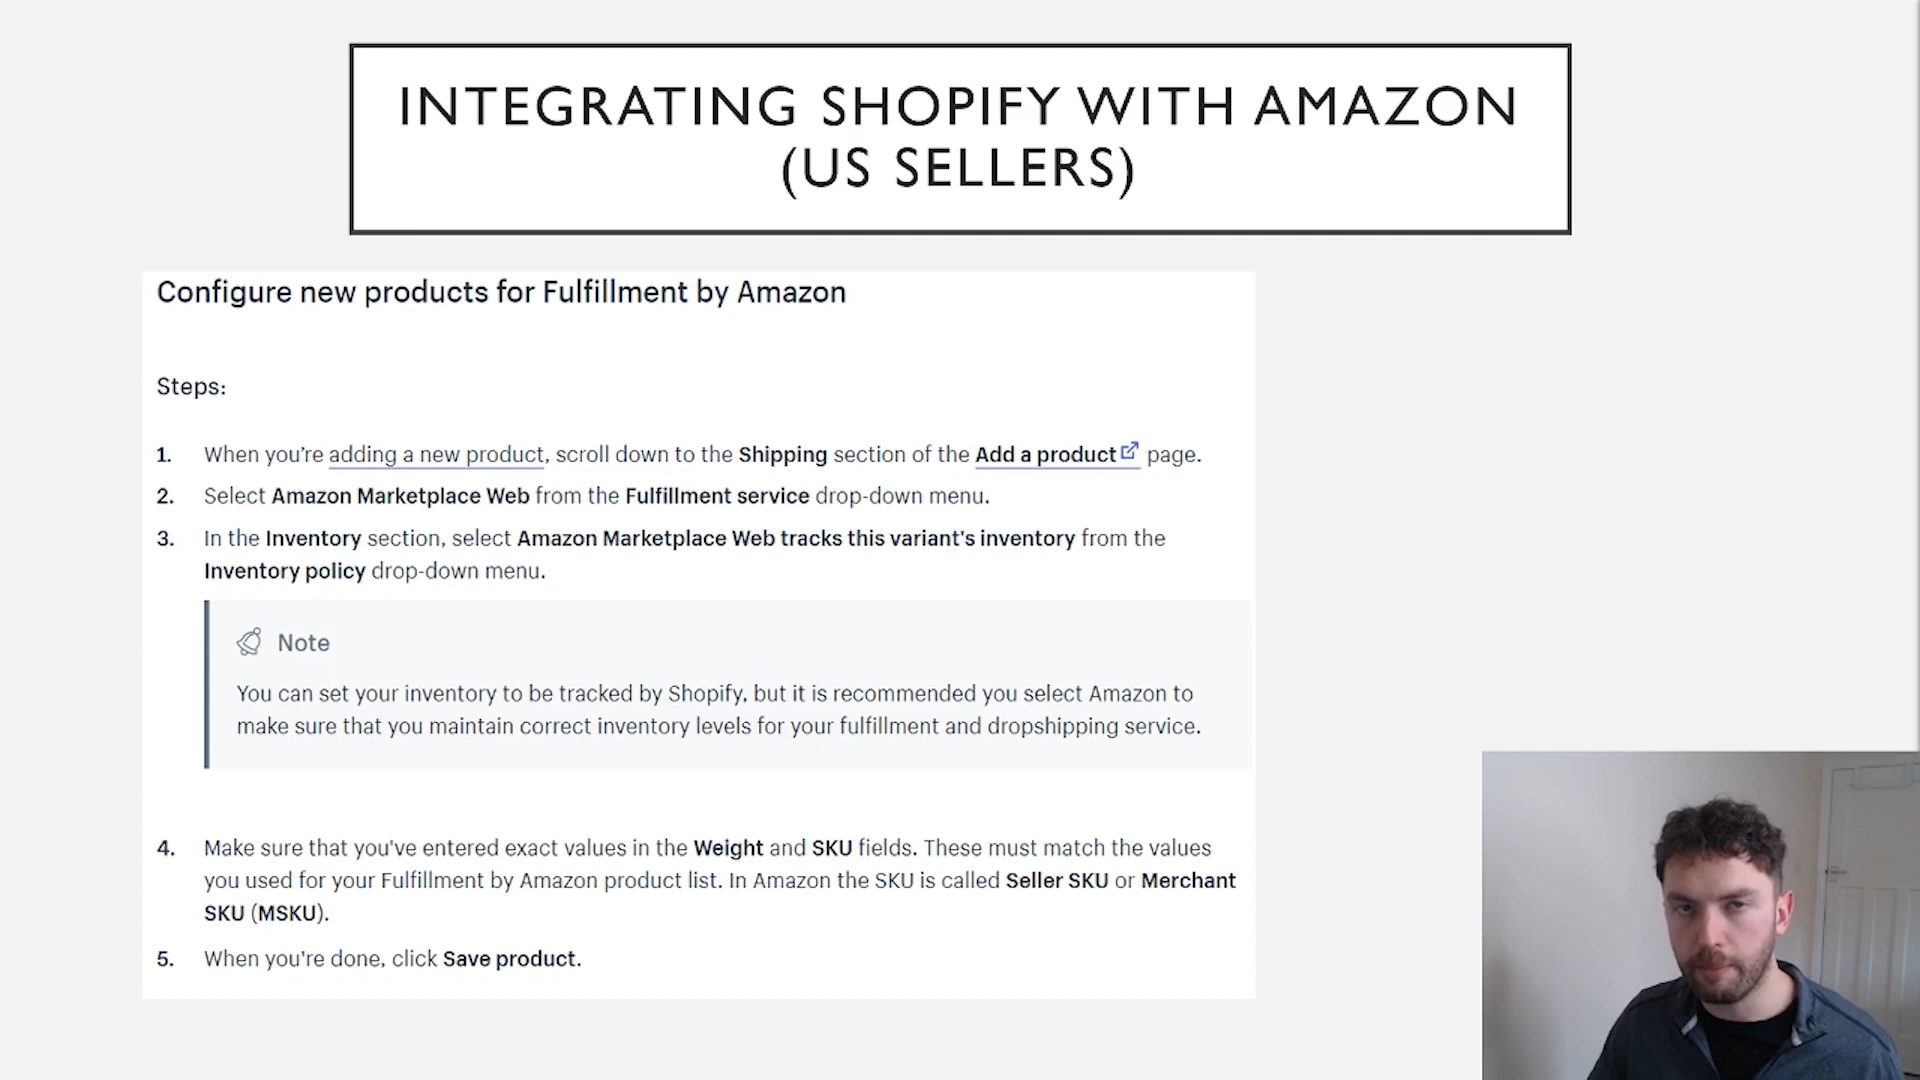 INTEGRATING SHOPIFY WITH AMAZON
(US SELLERS)
Configure new products for Fulfillment by Amazon
Steps:
1. When you’re adding a new product, scroll down to the Shipping section of the Add a product page.
2. Select Amazon Marketplace Web from the Fulfillment service drop-down menu.
3. In the Inventory section, select Amazon Marketplace Web tracks this variant's inventory from the
Inventory policy drop-down menu.
Note
You can set your inventory to be tracked by Shopify, but it is recommended you select Amazon to
make sure that you maintain correct inventory levels for your fulfillment and dropshipping service.
4. Make sure that you've entered exact values in the Weight and SKU fields. These must match the values
you used for your Fulfillment by Amazon product list. In Amazon the SKU is called Seller SKU or Merchant
SKU (MSKU).
5. When you're done, click Save product.